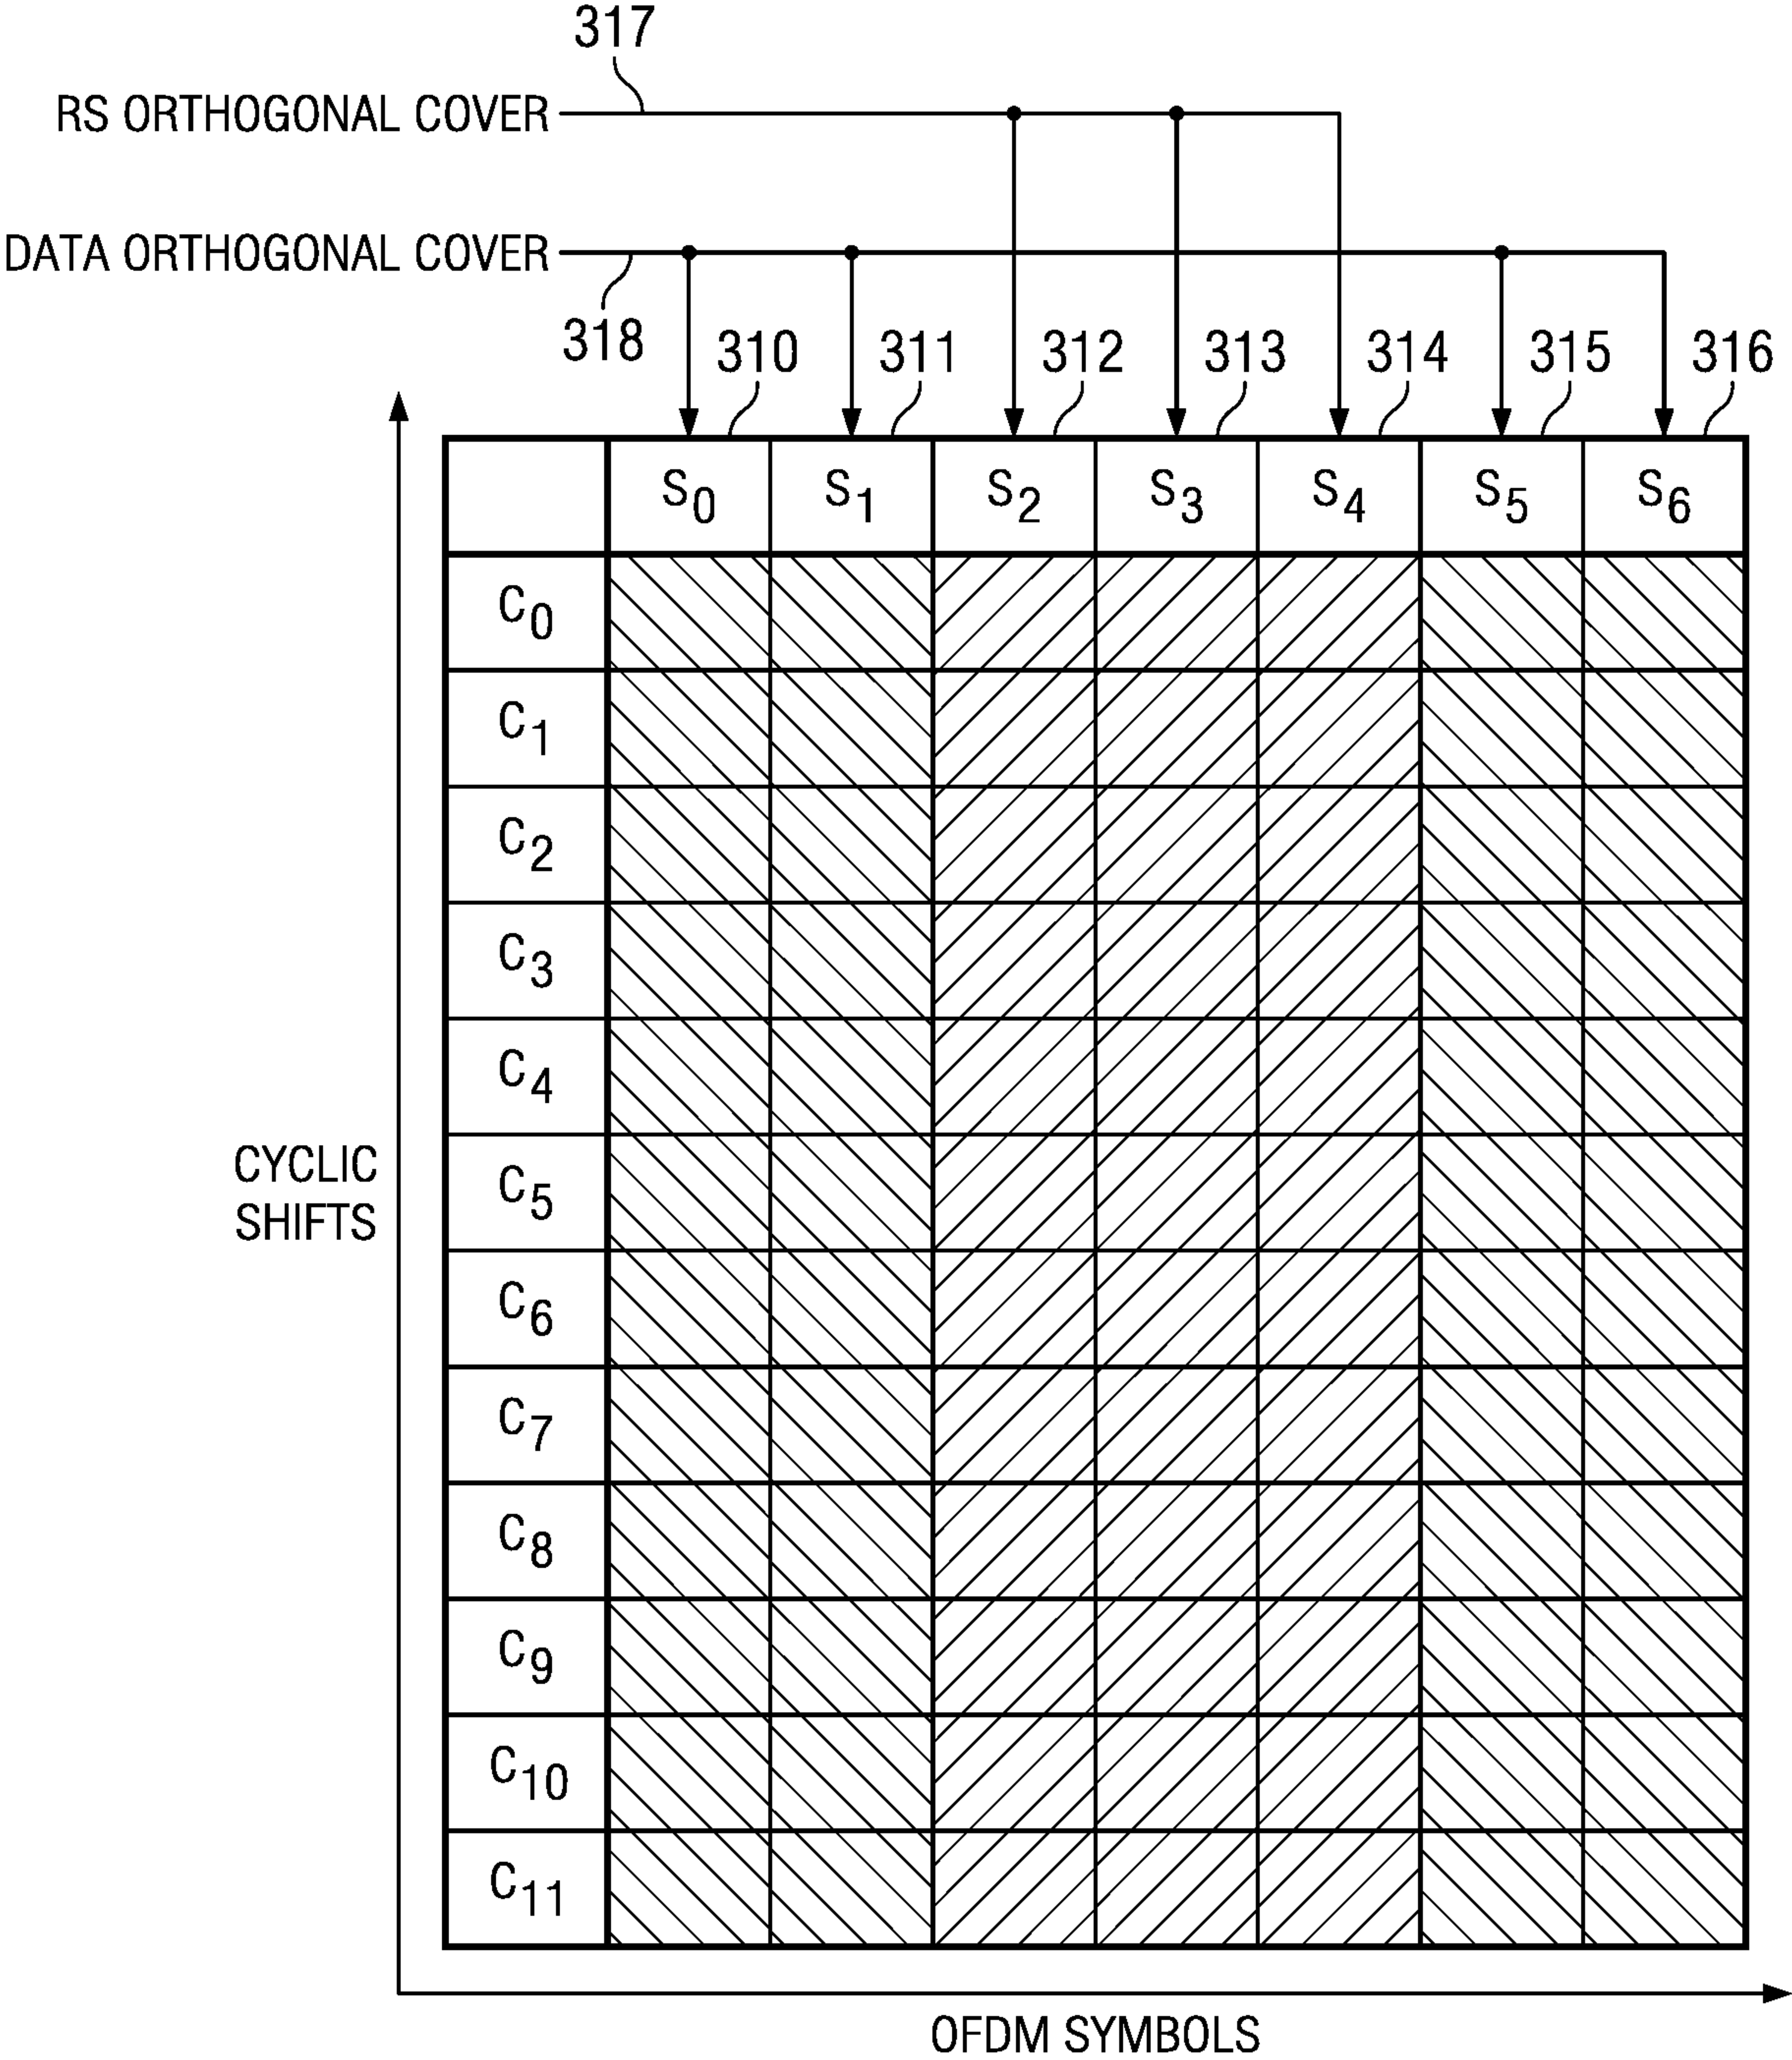 317
RS ORTHOGONAL COVER
DATA ORTHOGONAL COVER
318 310 311 312 313 314 315 316
S0 S1 S2 S3 S4 S5 S6
C0
C1
C2
C3
C4
C5
C6
C7
C8
C9
C10
C11
CYCLIC
SHIFTS
OFDM SYMBOLS